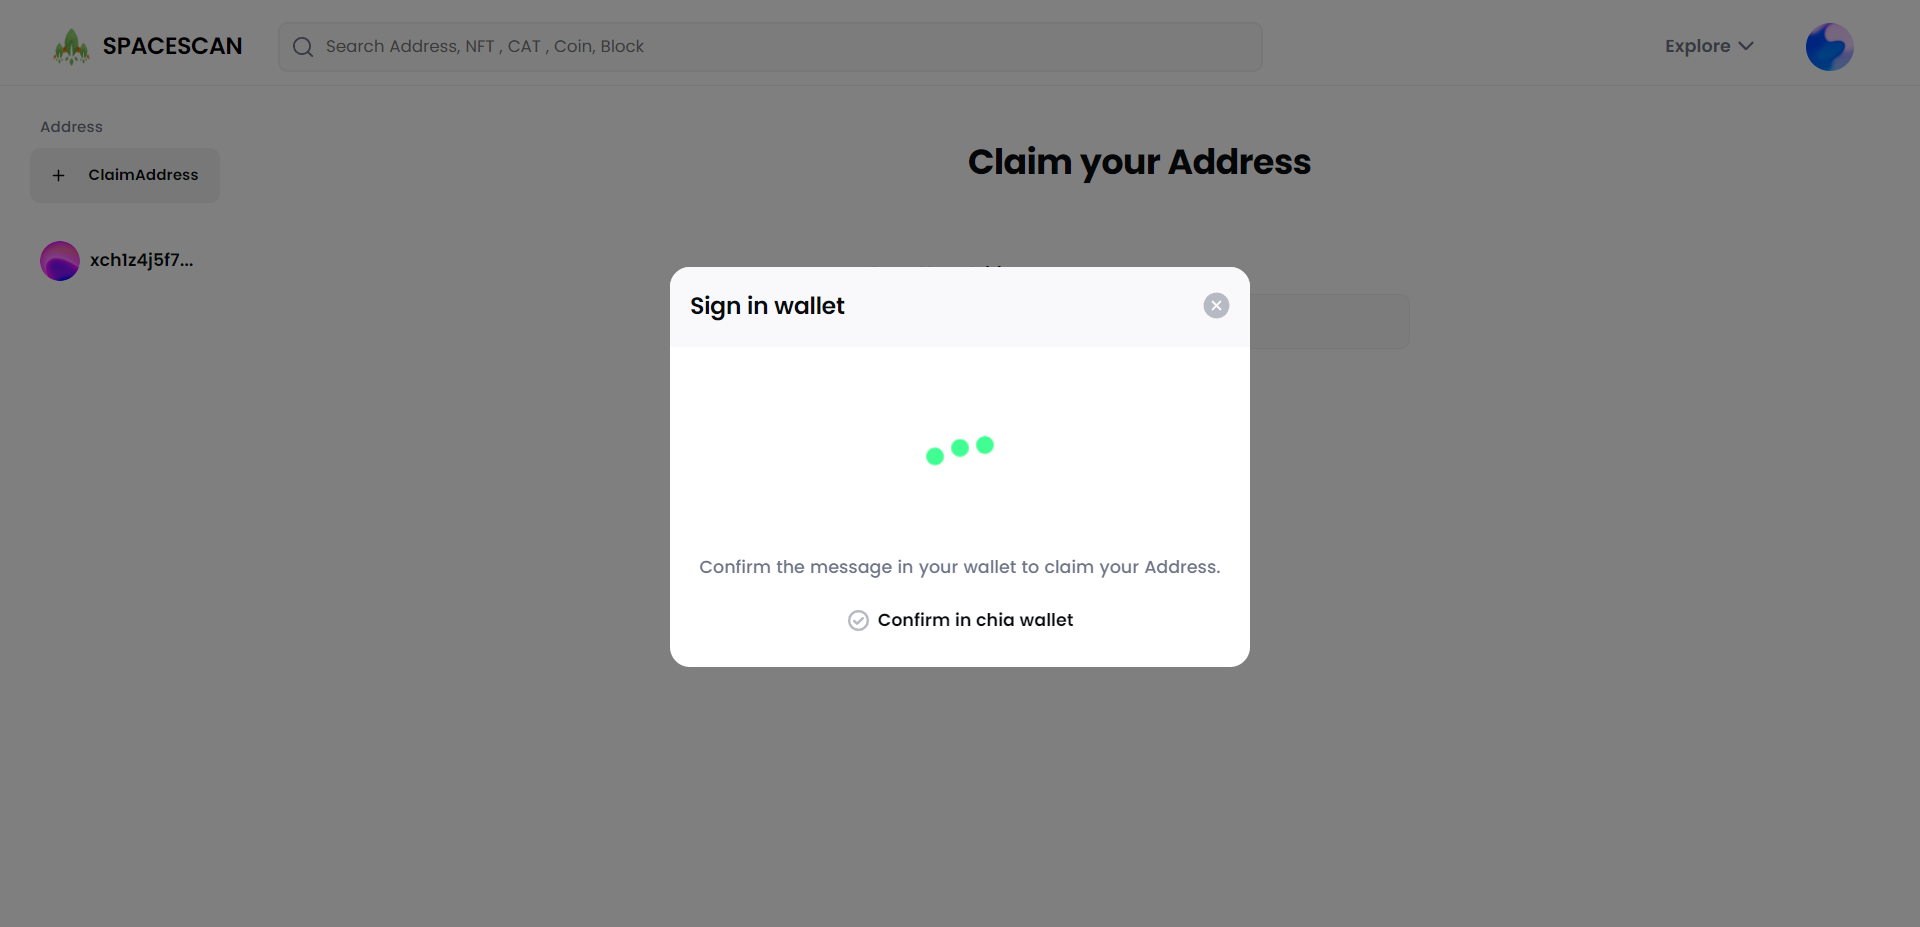 SPACESCAN
Search Address, NFT , CAT , Coin, Block
Explore
Address
ClaimAddress
xch1z4j5f7...
Claim your Address
Sign in wallet
Confirm the message in your wallet to claim your Address.
Confirm in chia wallet